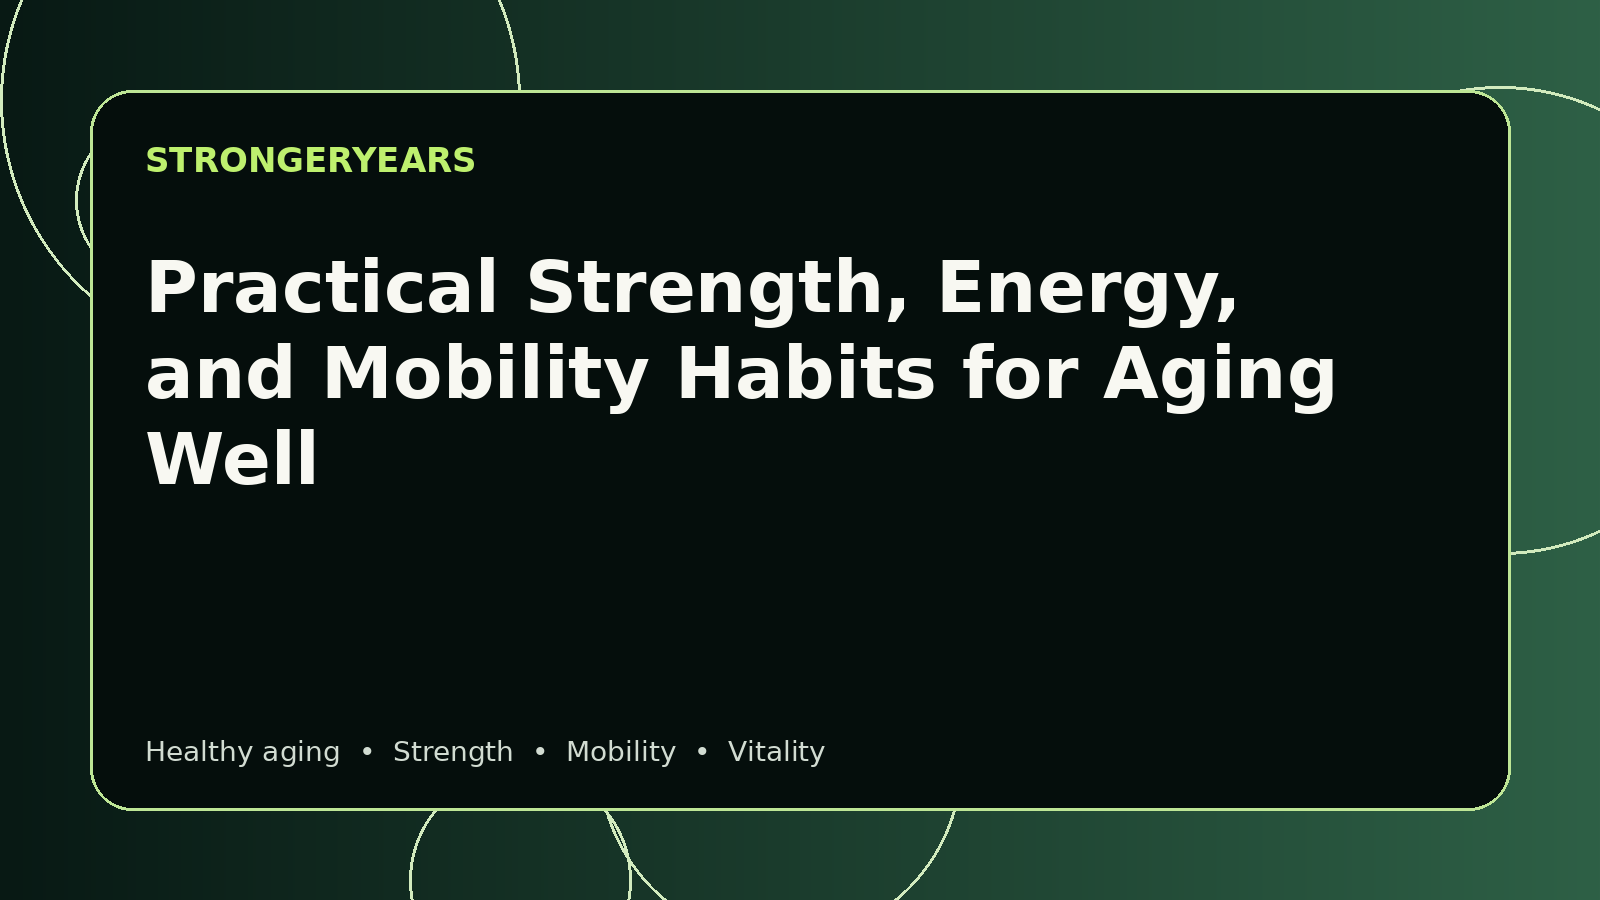 STRONGERYEARS
Practical Strength, Energy,
and Mobility Habits for Aging
Well
Healthy aging • Strength • Mobility • Vitality